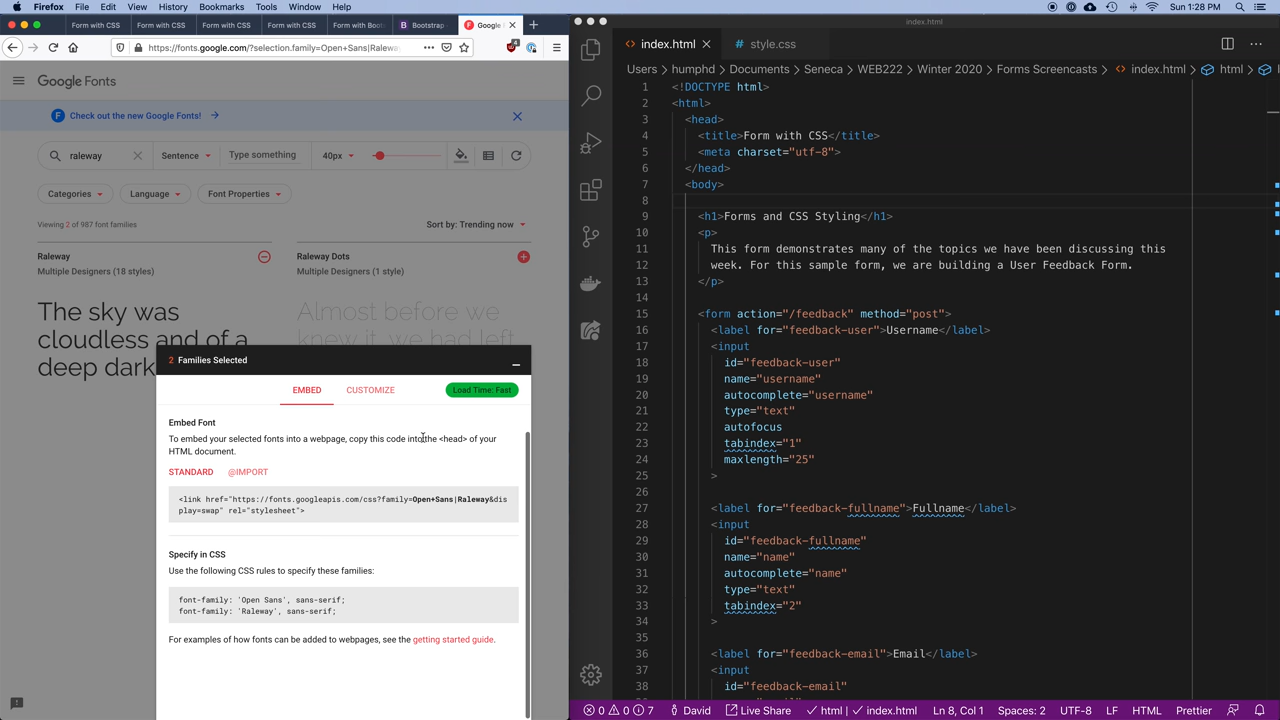 Firefox File Edit View History Bookmarks Tools Window Help
Sun 1:28 PM
Form with CSS
Form with CSS
Form with CSS
Form with CSS
Form with Boots
Bootstrap
Google F
https://fonts.google.com/?selection.family=Open+Sans|Raleway
4
Google Fonts
Check out the new Google Fonts!
raleway
Sentence
Type something
40px
Categories
Language
Font Properties
Viewing 2 of 987 font families
Sort by: Trending now
Raleway
Multiple Designers (18 styles)
The sky was
cloudless and of a
deep dark
Raleway Dots
Multiple Designers (1 style)
Almost before we
knew it, we had left
2 Families Selected
EMBED
CUSTOMIZE
Load Time: Fast
Embed Font
To embed your selected fonts into a webpage, copy this code into the <head> of your
HTML document.
STANDARD
@IMPORT
<link href="https://fonts.googleapis.com/css?family=Open+Sans|Raleway&dis
play=swap" rel="stylesheet">
Specify in CSS
Use the following CSS rules to specify these families:
font-family: 'Open Sans', sans-serif;
font-family: 'Raleway', sans-serif;
For examples of how fonts can be added to webpages, see the getting started guide.
index.html
index.html
style.css
Users > humphd > Documents > Seneca > WEB222 > Winter 2020 > Forms Screencasts > index.html > html >
1 <!DOCTYPE html>
2 <html>
3 <head>
4 <title>Form with CSS</title>
5 <meta charset="utf-8">
6 </head>
7 <body>
8
9 <h1>Forms and CSS Styling</h1>
10 <p>
11 This form demonstrates many of the topics we have been discussing this
12 week. For this sample form, we are building a User Feedback Form.
13 </p>
14
15 <form action="/feedback" method="post">
16 <label for="feedback-user">Username</label>
17 <input
18 id="feedback-user"
19 name="username"
20 autocomplete="username"
21 type="text"
22 autofocus
23 tabindex="1"
24 maxlength="25"
25 >
26
27 <label for="feedback-fullname">Fullname</label>
28 <input
29 id="feedback-fullname"
30 name="name"
31 autocomplete="name"
32 type="text"
33 tabindex="2"
34 >
35
36 <label for="feedback-email">Email</label>
37 <input
38 id="feedback-email"
0 0 7 David Live Share html index.html Ln 8, Col 1 Spaces: 2 UTF-8 LF HTML Prettier